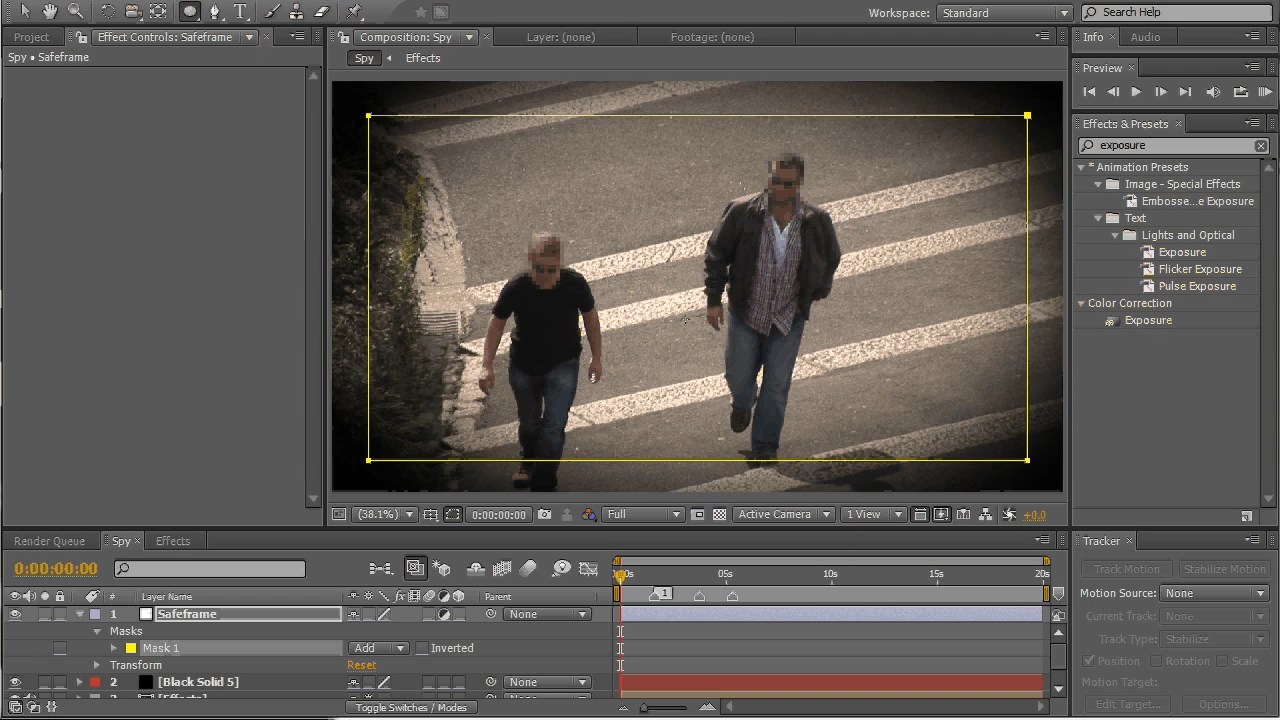 Workspace: Standard Search Help
Project Effect Controls: Safeframe
Composition: Spy Layer: (none) Footage: (none)
Info Audio
Spy • Safeframe
Spy Effects
Preview
Effects & Presets
exposure
* Animation Presets
Image - Special Effects
Embosse...e Exposure
Text
Lights and Optical
Exposure
Flicker Exposure
Pulse Exposure
Color Correction
Exposure
(38.1%) 0:00:00:00 Full Active Camera 1 View +0.0
Render Queue Spy Effects
0:00:00:00
05s 10s 15s 20s
# Layer Name Parent
1
1 Safeframe None
Masks
Mask 1 Add Inverted
Transform Reset
2 [Black Solid 5] None
Toggle Switches / Modes
Tracker
Track Motion Stabilize Motion
Motion Source: None
Current Track: None
Track Type: Stabilize
Position Rotation Scale
Motion Target:
Edit Target... Options...